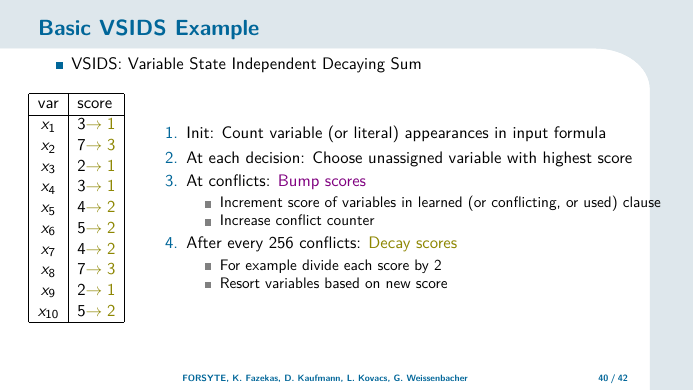 Basic VSIDS Example
VSIDS: Variable State Independent Decaying Sum
var score
x1 3→ 1
x2 7→ 3
x3 2→ 1
x4 3→ 1
x5 4→ 2
x6 5→ 2
x7 4→ 2
x8 7→ 3
x9 2→ 1
x10 5→ 2
1. Init: Count variable (or literal) appearances in input formula
2. At each decision: Choose unassigned variable with highest score
3. At conflicts: Bump scores
Increment score of variables in learned (or conflicting, or used) clause
Increase conflict counter
4. After every 256 conflicts: Decay scores
For example divide each score by 2
Resort variables based on new score
FORSYTE, K. Fazekas, D. Kaufmann, L. Kovacs, G. Weissenbacher 40 / 42